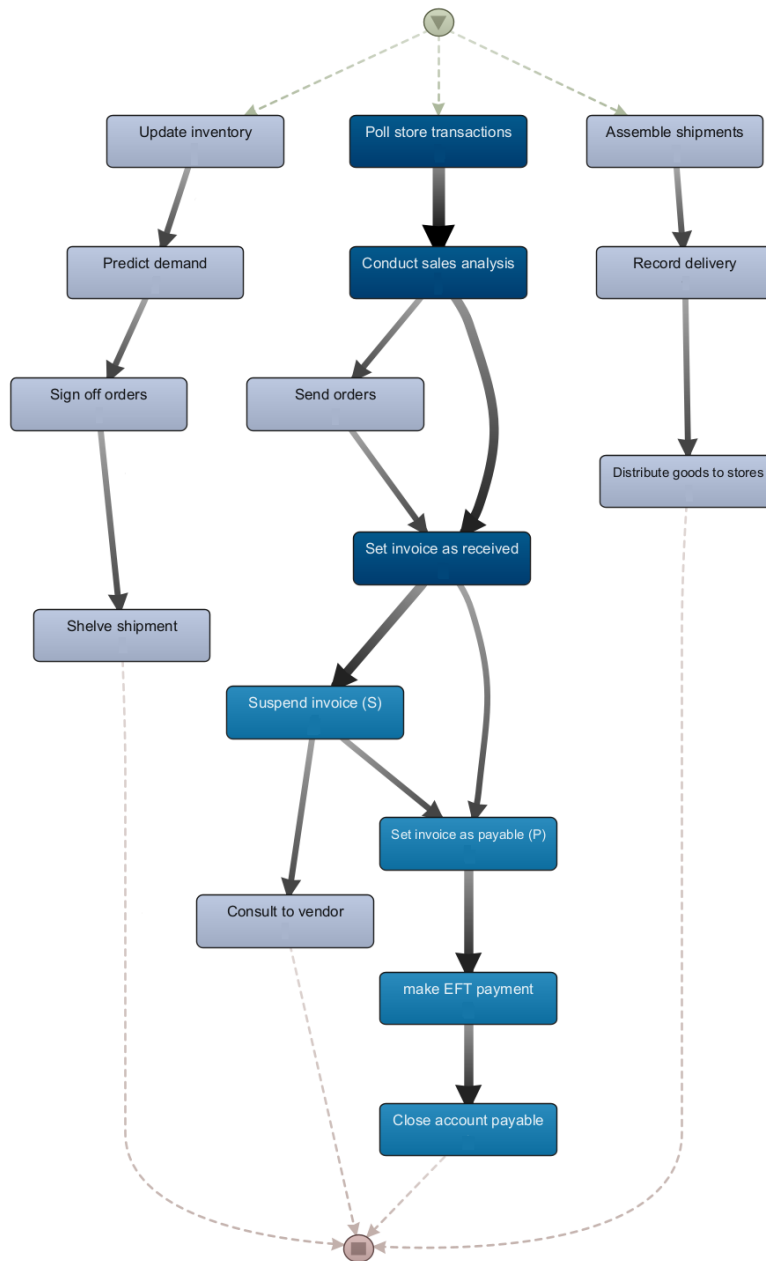 Update inventory
Poll store transactions
Assemble shipments
Predict demand
Conduct sales analysis
Record delivery
Sign off orders
Send orders
Distribute goods to stores
Set invoice as received
Shelve shipment
Suspend invoice (S)
Set invoice as payable (P)
Consult to vendor
make EFT payment
Close account payable